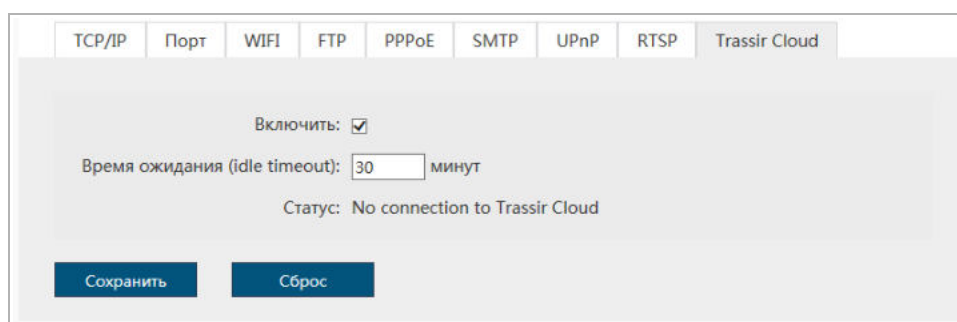 TCP/IP Порт WIFI FTP PPPoE SMTP UPnP RTSP Trassir Cloud
Включить:
Время ожидания (idle timeout): 30 минут
Статус: No connection to Trassir Cloud
Сохранить Сброс